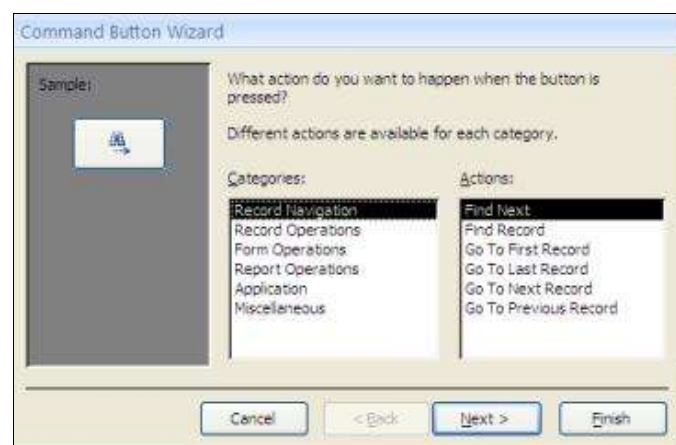 Command Button Wizard
Sample:
What action do you want to happen when the button is
pressed?
Different actions are available for each category.
Categories:
Record Navigation
Record Operations
Form Operations
Report Operations
Application
Miscellaneous
Actions:
Find Next
Find Record
Go To First Record
Go To Last Record
Go To Next Record
Go To Previous Record
Cancel
< Back
Next >
Finish